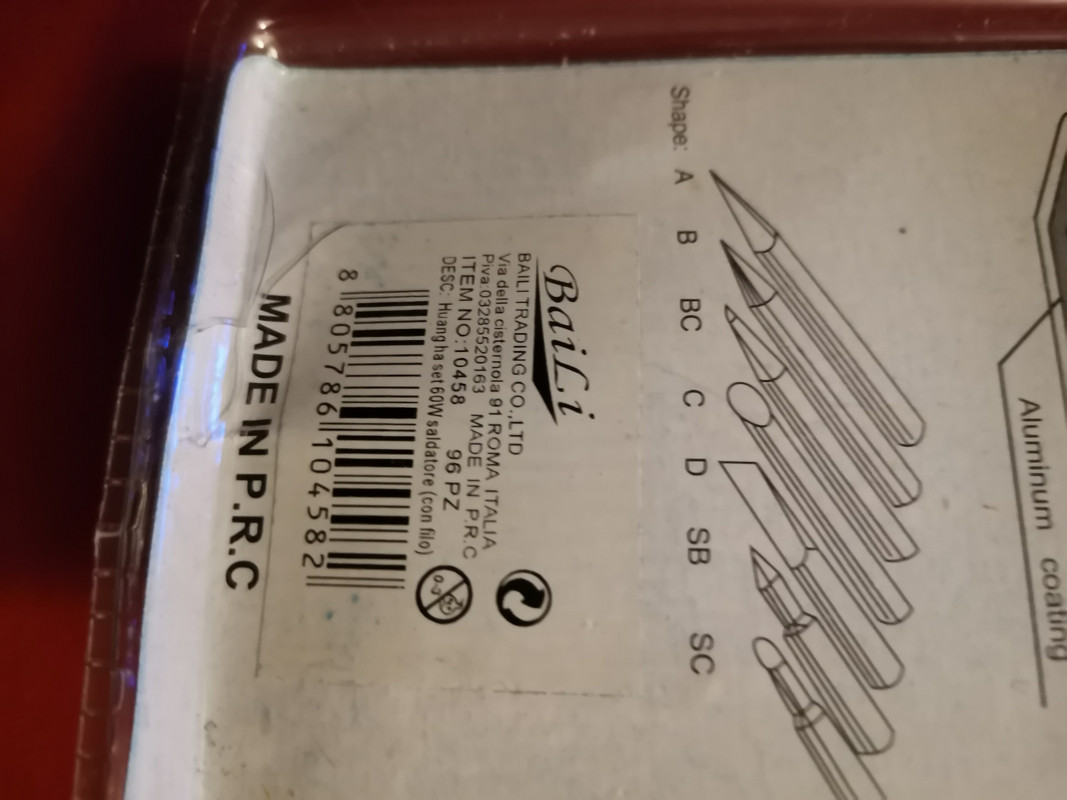 Shape: A B BC C D SB SC
Aluminum coating
BaiLi
BAILI TRADING CO.,LTD
Via della cisternola 91 ROMA ITALIA
Piva:03285520163 MADE IN P.R.C
ITEM NO:10458 96 PZ
DESC: Huang ha set 60W saldatore (con filo)
0-3
8 805786 104582
MADE IN P.R.C